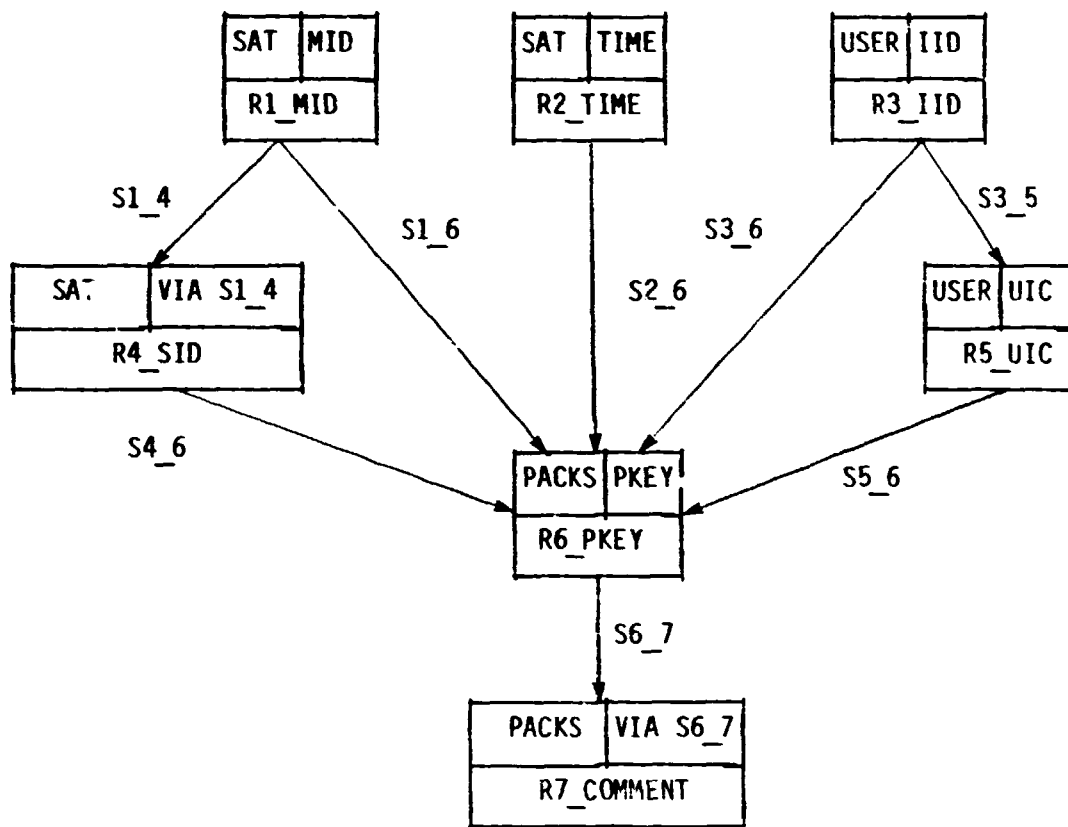 SAT MID SAT TIME USER IID
R1_MID R2_TIME R3_IID
S1_4 S1_6 S3_6 S3_5
S2_6
SAT VIA S1_4 USER UIC
R4_SID R5_UIC
S4_6 S5_6
PACKS PKEY
R6_PKEY
S6_7
PACKS VIA S6_7
R7_COMMENT